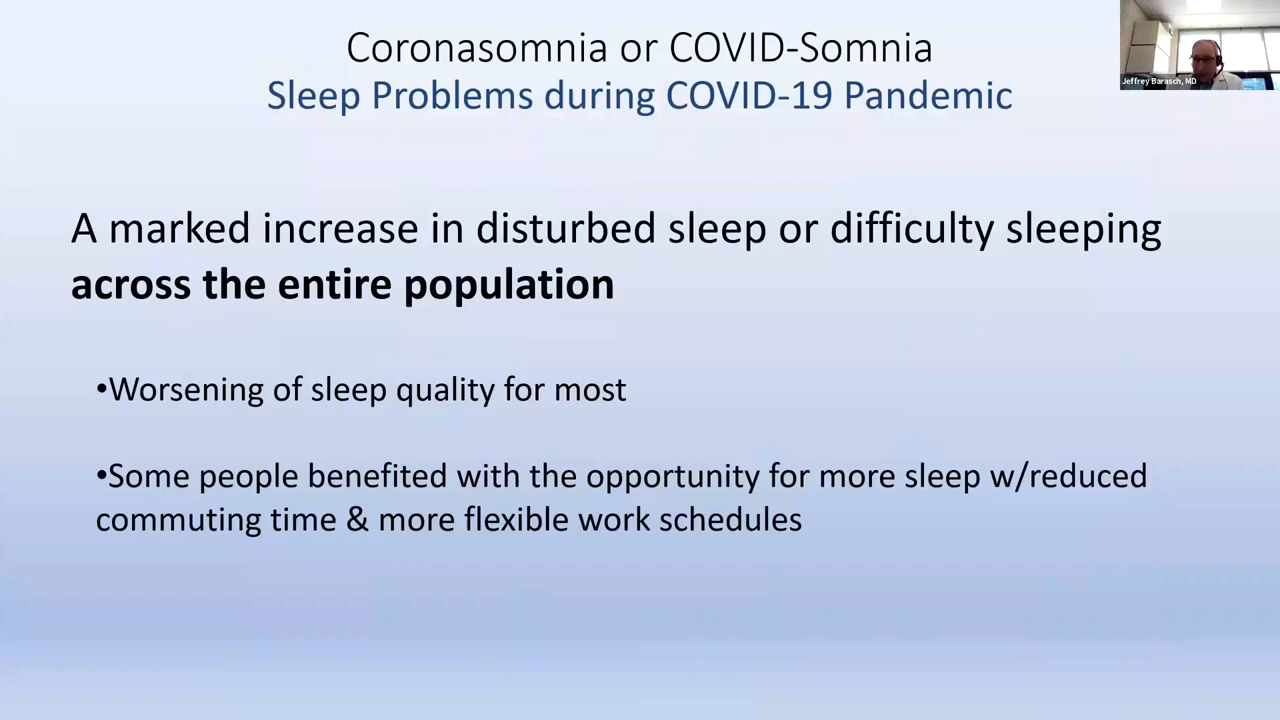 Coronasomnia or COVID-Somnia
Sleep Problems during COVID-19 Pandemic
Jeffrey Barasch, MD
A marked increase in disturbed sleep or difficulty sleeping
across the entire population
•Worsening of sleep quality for most
•Some people benefited with the opportunity for more sleep w/reduced
commuting time & more flexible work schedules